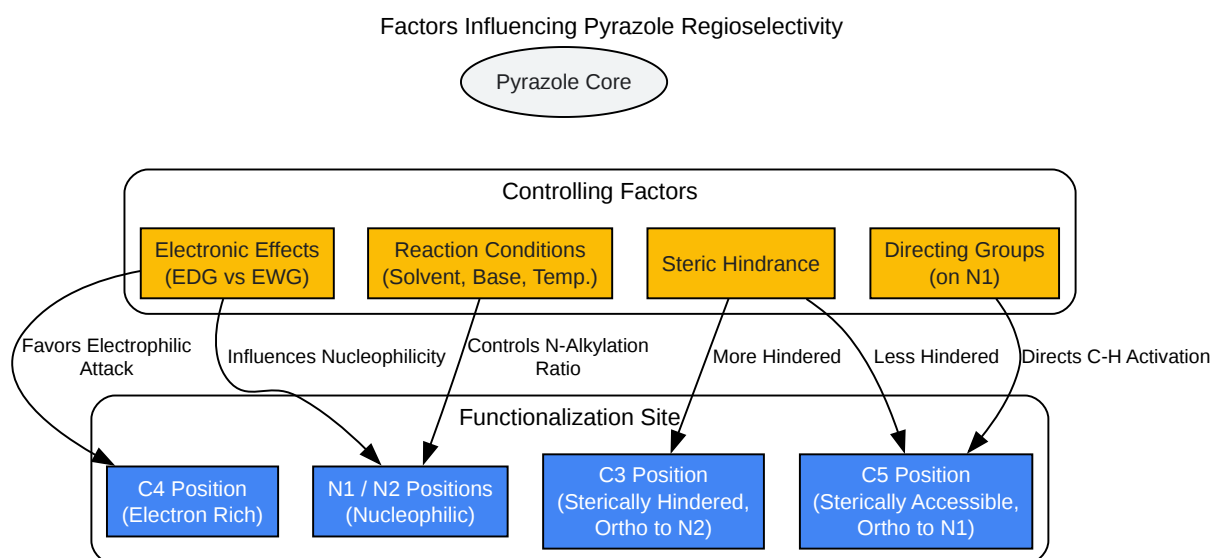 Factors Influencing Pyrazole Regioselectivity
Pyrazole Core
Controlling Factors
Electronic Effects
(EDG vs EWG)
Reaction Conditions
(Solvent, Base, Temp.)
Steric Hindrance
Directing Groups
(on N1)
Favors Electrophilic
Attack
Influences Nucleophilicity
Controls N-Alkylation
Ratio
More Hindered
Less Hindered
Directs C-H Activation
Functionalization Site
C4 Position
(Electron Rich)
N1 / N2 Positions
(Nucleophilic)
C3 Position
(Sterically Hindered,
Ortho to N2)
C5 Position
(Sterically Accessible,
Ortho to N1)